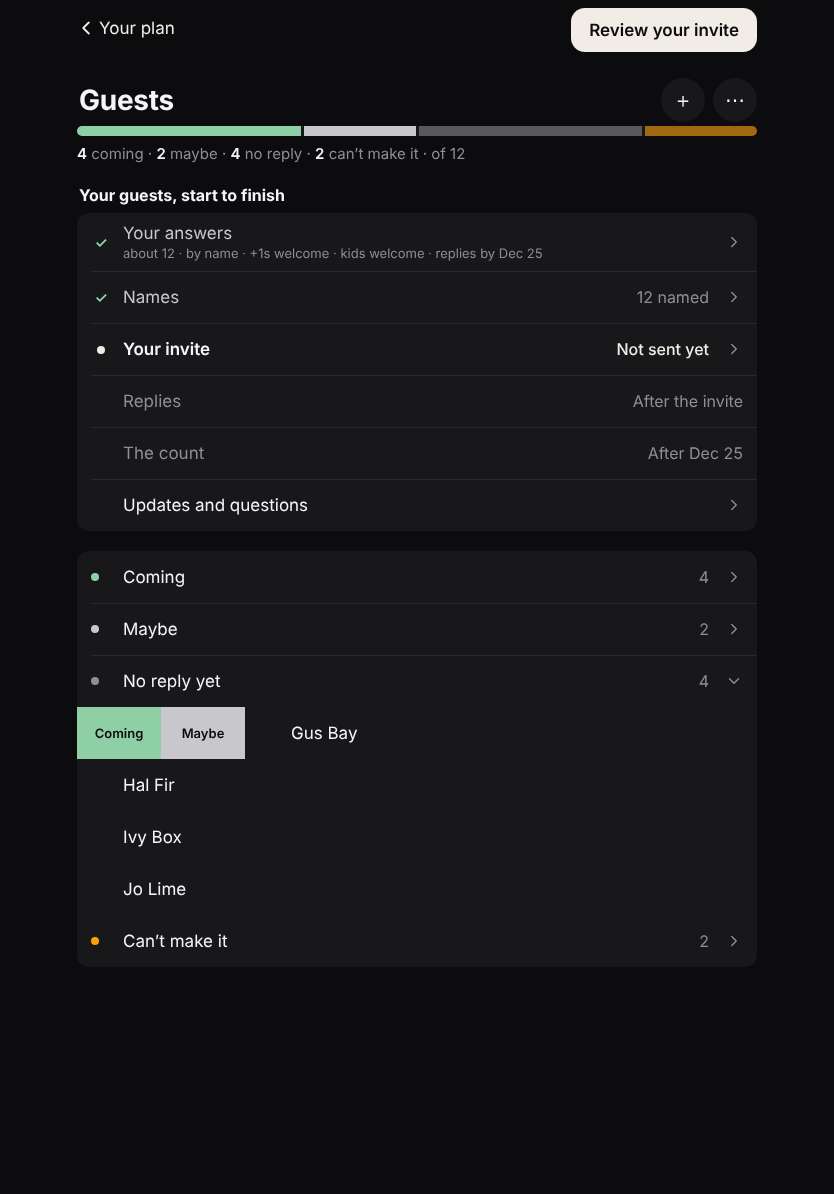 Your plan
Review your invite
Guests
+ ...
4 coming · 2 maybe · 4 no reply · 2 can’t make it · of 12
Your guests, start to finish
Your answers
about 12 · by name · +1s welcome · kids welcome · replies by Dec 25
Names 12 named
Your invite Not sent yet
Replies After the invite
The count After Dec 25
Updates and questions
Coming 4
Maybe 2
No reply yet 4
Coming Maybe Gus Bay
Hal Fir
Ivy Box
Jo Lime
Can’t make it 2